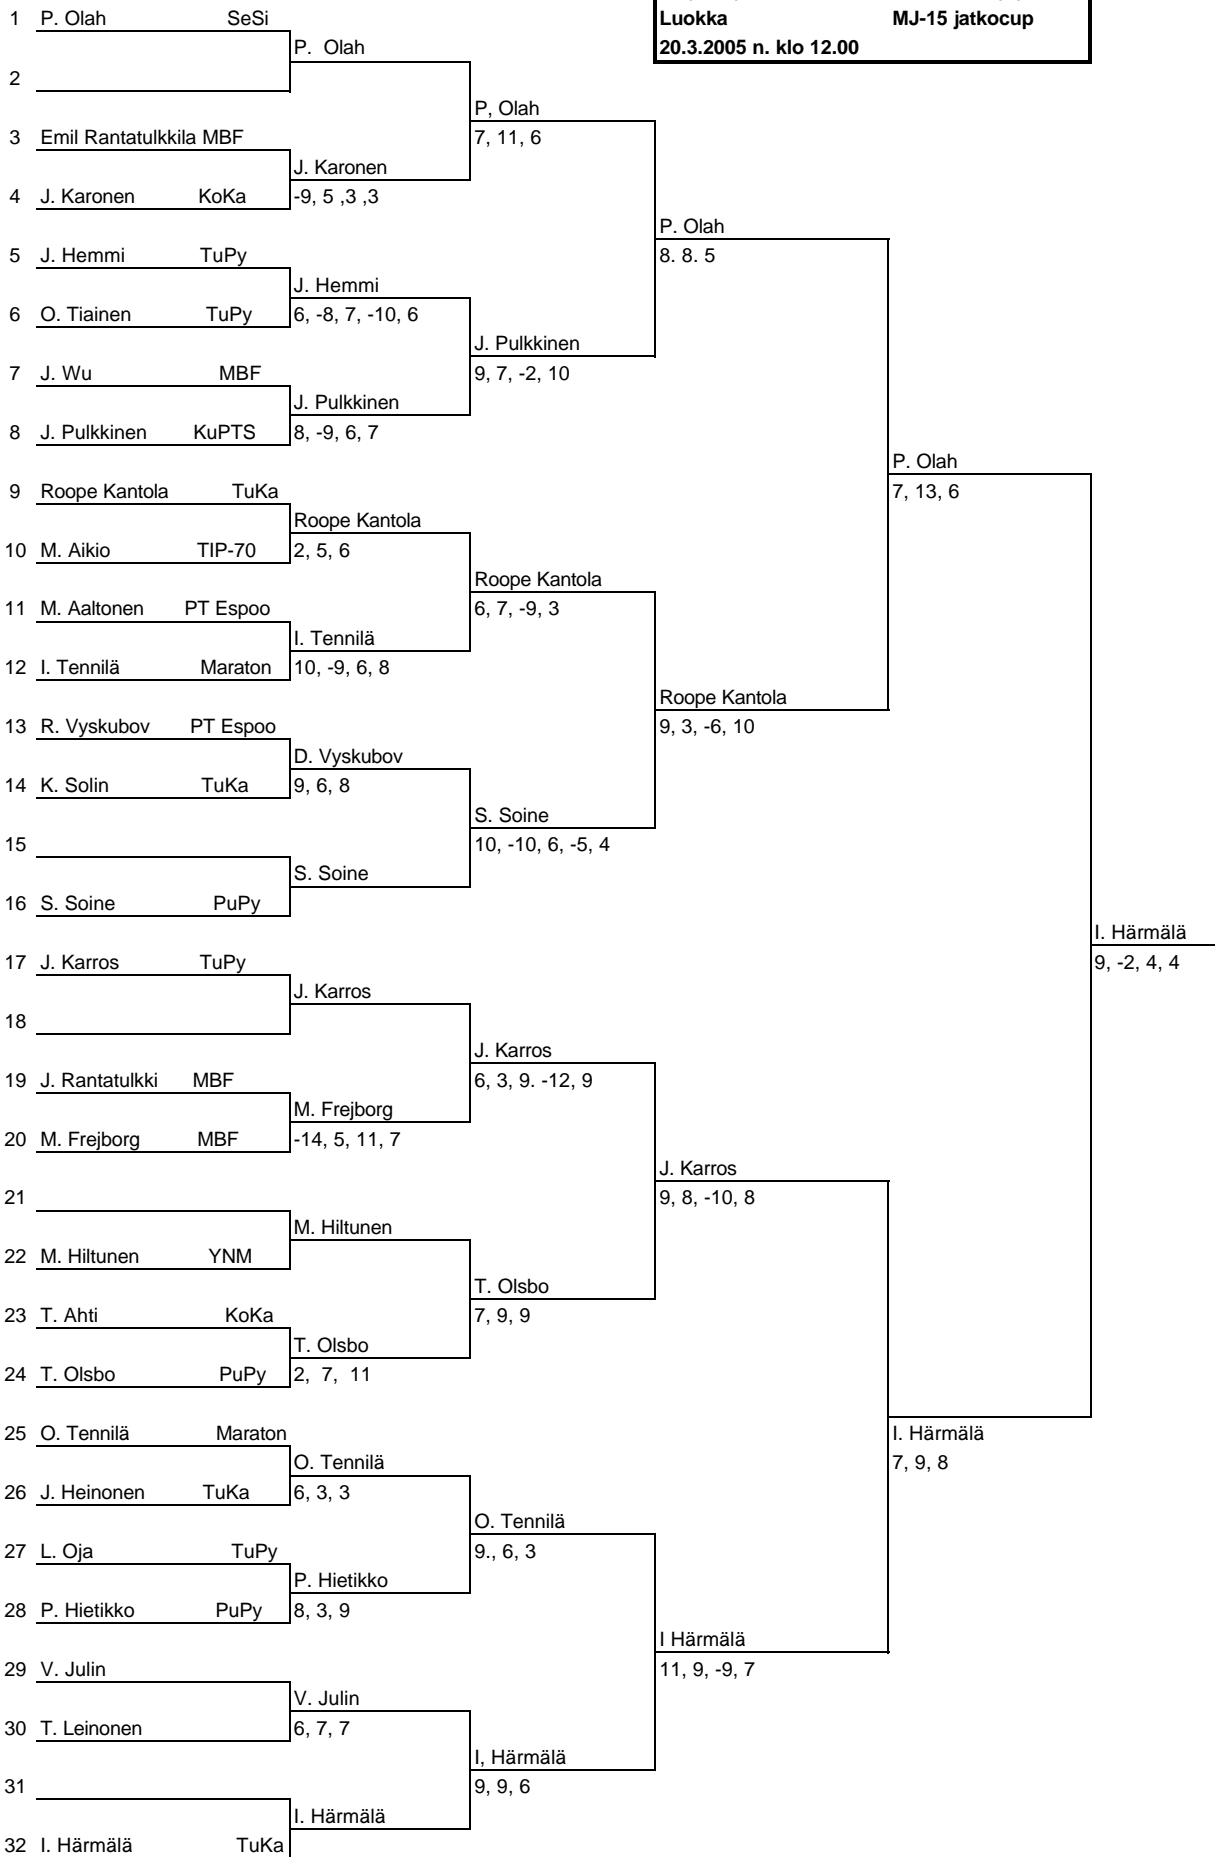 Luokka MJ-15 jatkocup
20.3.2005 n. klo 12.00
1 P. Olah SeSi
P. Olah
2
P, Olah
3 Emil Rantatulkkila MBF
7, 11, 6
J. Karonen
4 J. Karonen KoKa
-9, 5 ,3 ,3
P. Olah
5 J. Hemmi TuPy
8. 8. 5
J. Hemmi
6 O. Tiainen TuPy
6, -8, 7, -10, 6
J. Pulkkinen
7 J. Wu MBF
9, 7, -2, 10
J. Pulkkinen
8 J. Pulkkinen KuPTS
8, -9, 6, 7
P. Olah
9 Roope Kantola TuKa
7, 13, 6
Roope Kantola
10 M. Aikio TIP-70
2, 5, 6
Roope Kantola
11 M. Aaltonen PT Espoo
6, 7, -9, 3
I. Tennilä
12 I. Tennilä Maraton
10, -9, 6, 8
Roope Kantola
13 R. Vyskubov PT Espoo
9, 3, -6, 10
D. Vyskubov
14 K. Solin TuKa
9, 6, 8
S. Soine
15
10, -10, 6, -5, 4
S. Soine
16 S. Soine PuPy
I. Härmälä
17 J. Karros TuPy
9, -2, 4, 4
J. Karros
18
J. Karros
19 J. Rantatulkki MBF
6, 3, 9. -12, 9
M. Frejborg
20 M. Frejborg MBF
-14, 5, 11, 7
J. Karros
21
9, 8, -10, 8
M. Hiltunen
22 M. Hiltunen YNM
T. Olsbo
23 T. Ahti KoKa
7, 9, 9
T. Olsbo
24 T. Olsbo PuPy
2, 7, 11
25 O. Tennilä Maraton
I. Härmälä
O. Tennilä
7, 9, 8
26 J. Heinonen TuKa
6, 3, 3
O. Tennilä
27 L. Oja TuPy
9., 6, 3
P. Hietikko
28 P. Hietikko PuPy
8, 3, 9
I Härmälä
29 V. Julin
11, 9, -9, 7
V. Julin
30 T. Leinonen
6, 7, 7
I, Härmälä
31
9, 9, 6
I. Härmälä
32 I. Härmälä TuKa